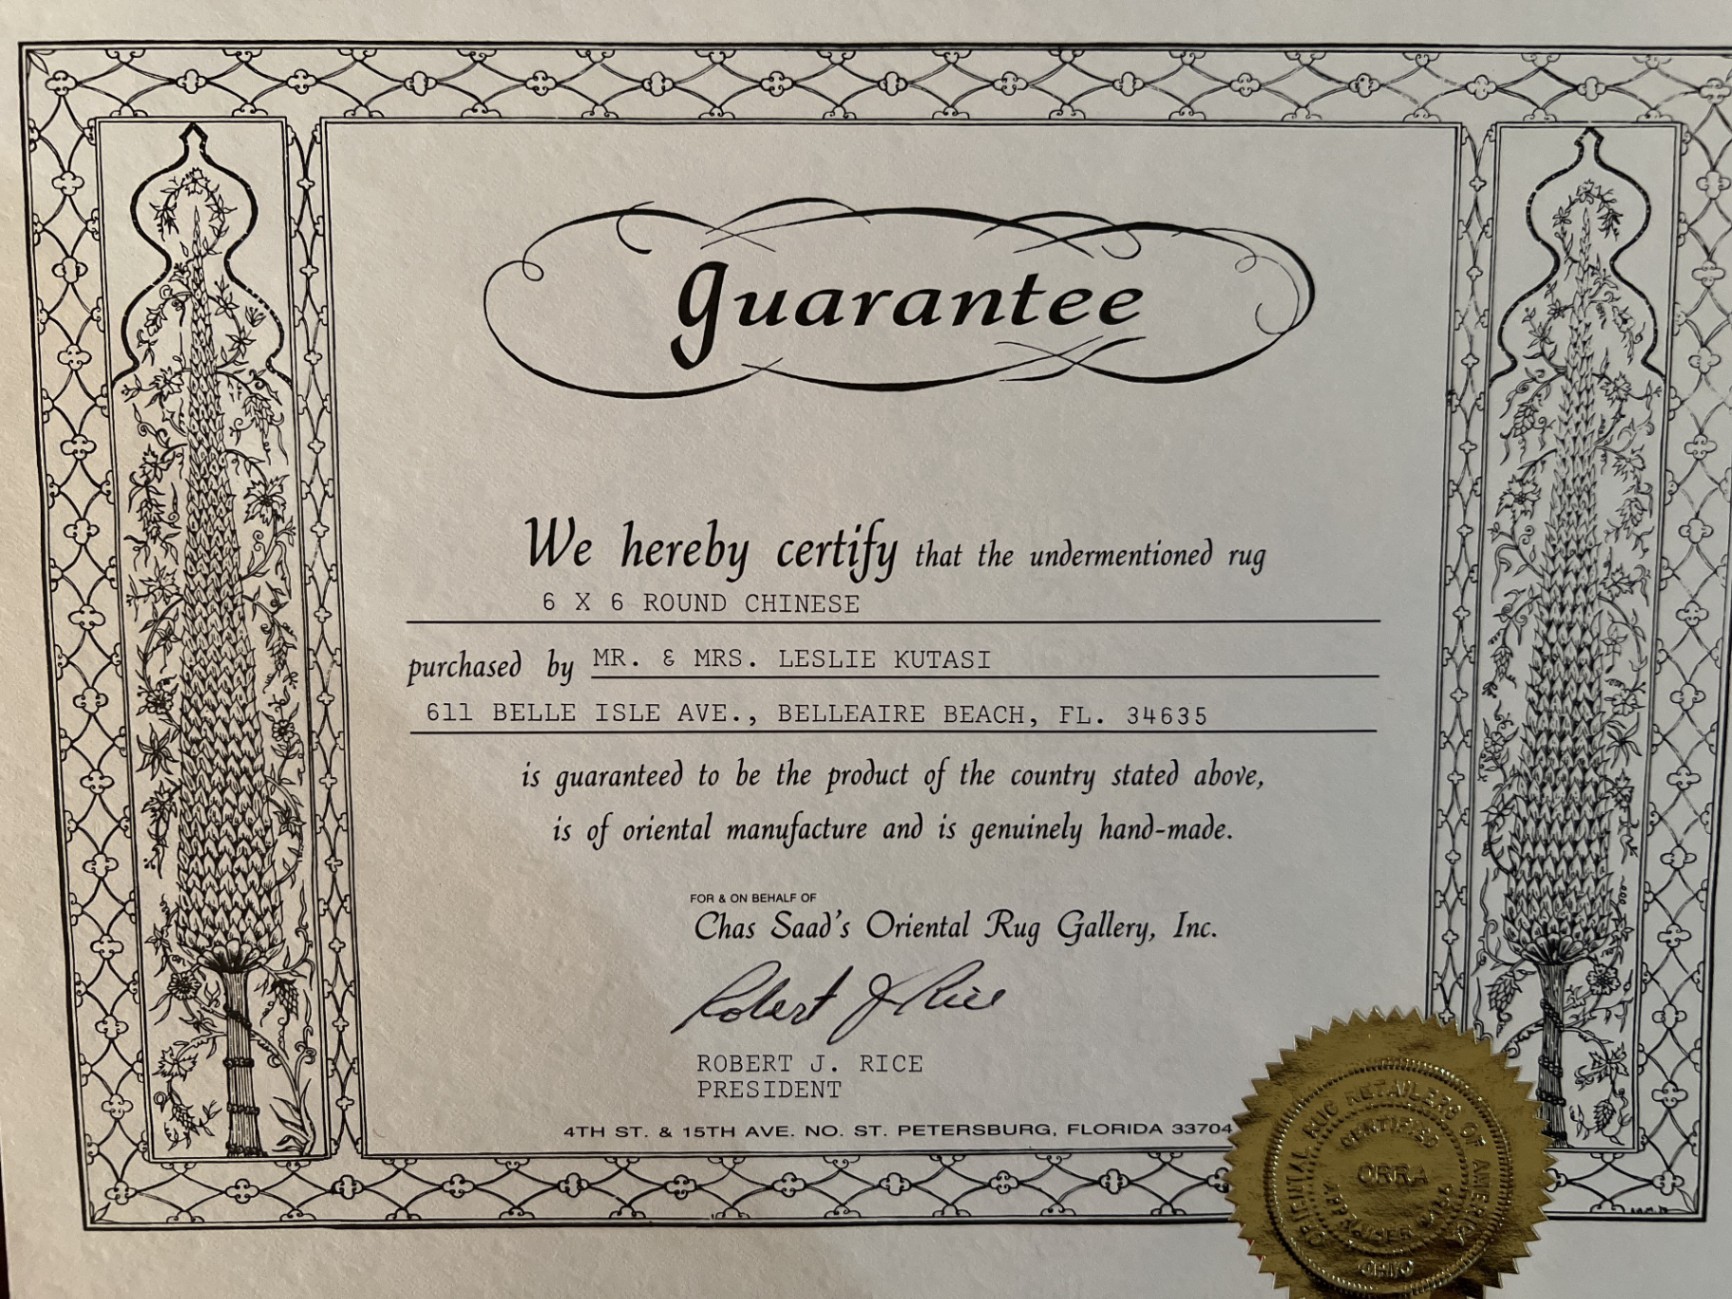 guarantee
We hereby certify that the undermentioned rug
6 X 6 ROUND CHINESE
purchased by MR. & MRS. LESLIE KUTASI
611 BELLE ISLE AVE., BELLEAIRE BEACH, FL. 34635
is guaranteed to be the product of the country stated above,
is of oriental manufacture and is genuinely hand-made.
FOR & ON BEHALF OF
Chas Saad's Oriental Rug Gallery, Inc.
Robert J Rice
ROBERT J. RICE
PRESIDENT
4TH ST. & 15TH AVE. NO. ST. PETERSBURG, FLORIDA 33704
ORIENTAL RUG RETAILERS OF AMERICA
CERTIFIED
ORRA
APPRAISER
OHIO